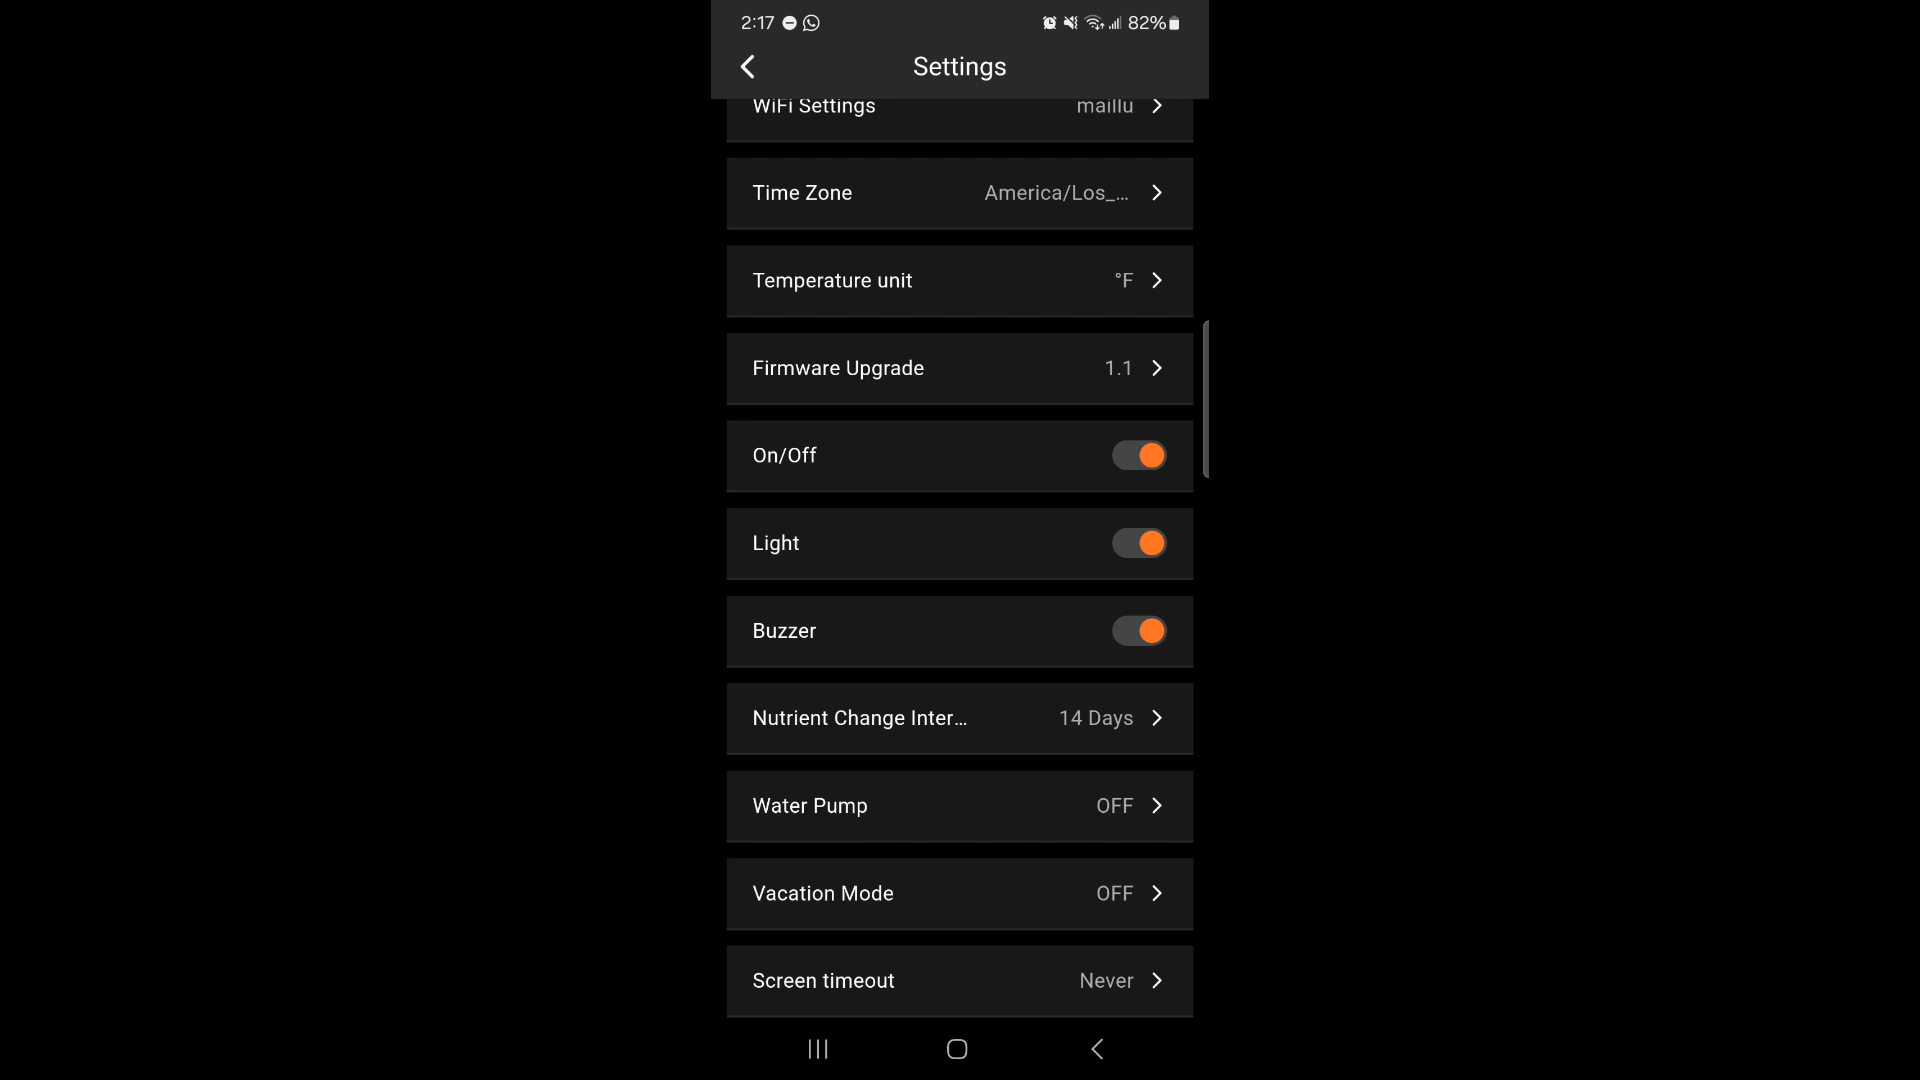 2:17 82%
Settings
WiFi Settings maillu
Time Zone America/Los_...
Temperature unit °F
Firmware Upgrade 1.1
On/Off
Light
Buzzer
Nutrient Change Inter... 14 Days
Water Pump OFF
Vacation Mode OFF
Screen timeout Never